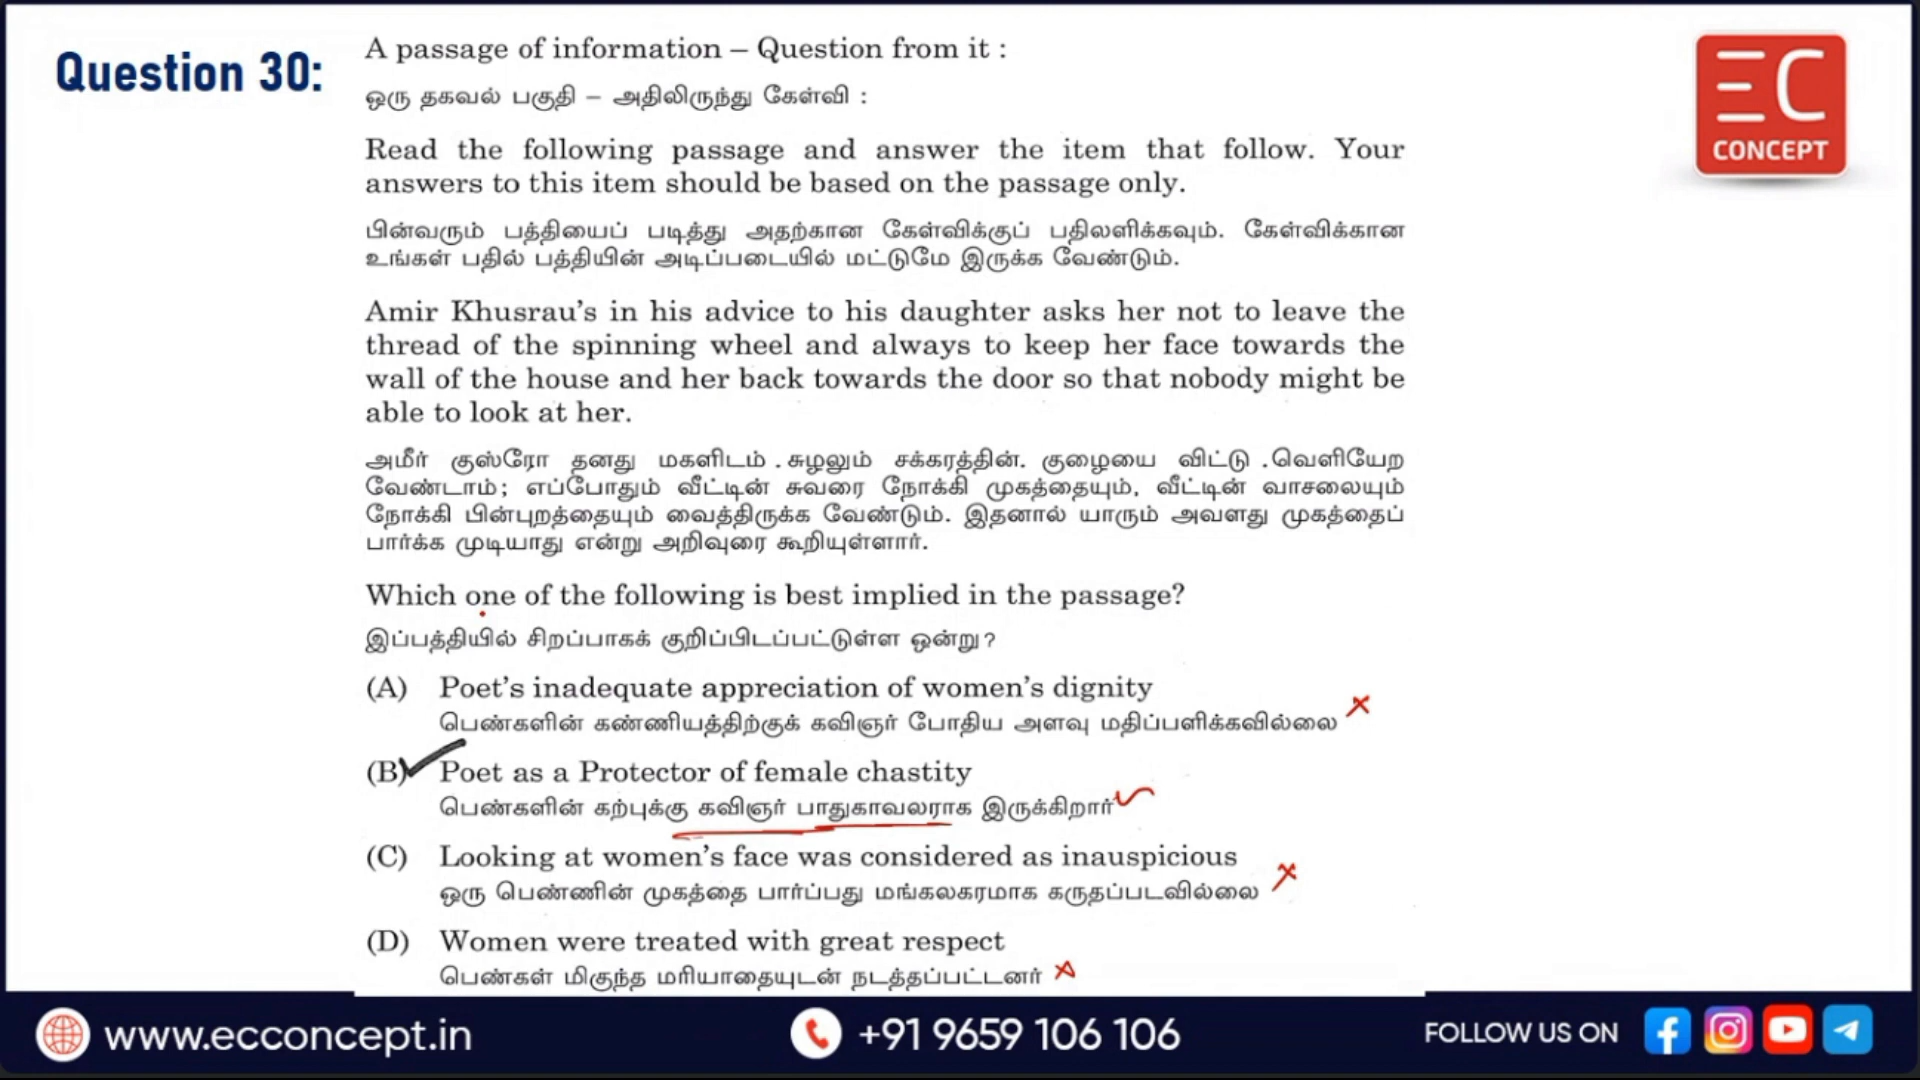 Question 30:
A passage of information – Question from it :
ஒரு தகவல் பகுதி – அதிலிருந்து கேள்வி :
Read the following passage and answer the item that follow. Your
answers to this item should be based on the passage only.
பின்வரும் பத்தியைப் படித்து அதற்கான கேள்விக்குப் பதிலளிக்கவும். கேள்விக்கான
உங்கள் பதில் பத்தியின் அடிப்படையில் மட்டுமே இருக்க வேண்டும்.
Amir Khusrau's in his advice to his daughter asks her not to leave the
thread of the spinning wheel and always to keep her face towards the
wall of the house and her back towards the door so that nobody might be
able to look at her.
அமீர் குஸ்ரோ தனது மகளிடம் சுழலும் சக்கரத்தின் குழையை விட்டு வெளியேற
வேண்டாம்; எப்போதும் வீட்டின் சுவரை நோக்கி முகத்தையும், வீட்டின் வாசலையும்
நோக்கி பின்புறத்தையும் வைத்திருக்க வேண்டும். இதனால் யாரும் அவளது முகத்தைப்
பார்க்க முடியாது என்று அறிவுரை கூறியுள்ளார்.
Which one of the following is best implied in the passage?
இப்பத்தியில் சிறப்பாகக் குறிப்பிடப்பட்டுள்ள ஒன்று?
(A) Poet's inadequate appreciation of women's dignity
பெண்களின் கண்ணியத்திற்குக் கவிஞர் போதிய அளவு மதிப்பளிக்கவில்லை
(B) Poet as a Protector of female chastity
பெண்களின் கற்புக்கு கவிஞர் பாதுகாவலராக இருக்கிறார்
(C) Looking at women's face was considered as inauspicious
ஒரு பெண்ணின் முகத்தை பார்ப்பது மங்கலகரமாக கருதப்படவில்லை
(D) Women were treated with great respect
பெண்கள் மிகுந்த மரியாதையுடன் நடத்தப்பட்டனர்
EC
CONCEPT
www.ecconcept.in
+91 9659 106 106
FOLLOW US ON